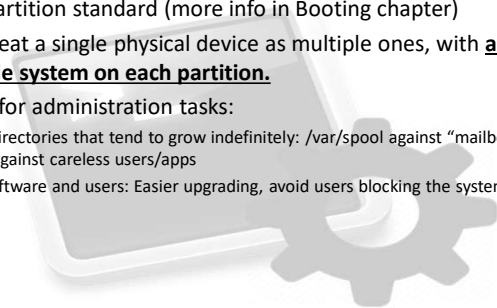 artition standard (more info in Booting chapter)
eat a single physical device as multiple ones, with a
e system on each partition.
for administration tasks:
irectories that tend to grow indefinitely: /var/spool against “mailb
gainst careless users/apps
ftware and users: Easier upgrading, avoid users blocking the system